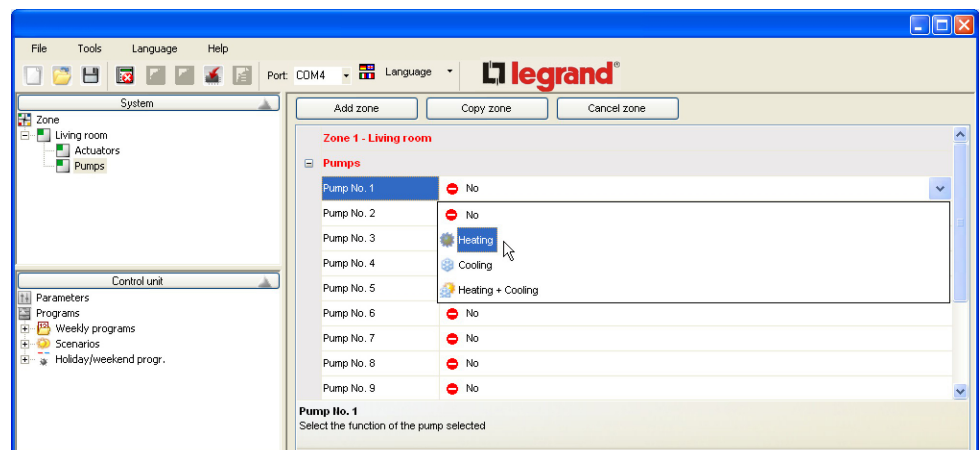 File Tools Language Help
Port: COM4 Language legrand®
System
Zone
Living room
Actuators
Pumps
Control unit
Parameters
Programs
Weekly programs
Scenarios
Holiday/weekend progr.
Add zone Copy zone Cancel zone
Zone 1 - Living room
Pumps
Pump No. 1 No
Pump No. 2 No
Pump No. 3 Heating
Pump No. 4 Cooling
Pump No. 5 Heating + Cooling
Pump No. 6 No
Pump No. 7 No
Pump No. 8 No
Pump No. 9 No
Pump No. 1
Select the function of the pump selected